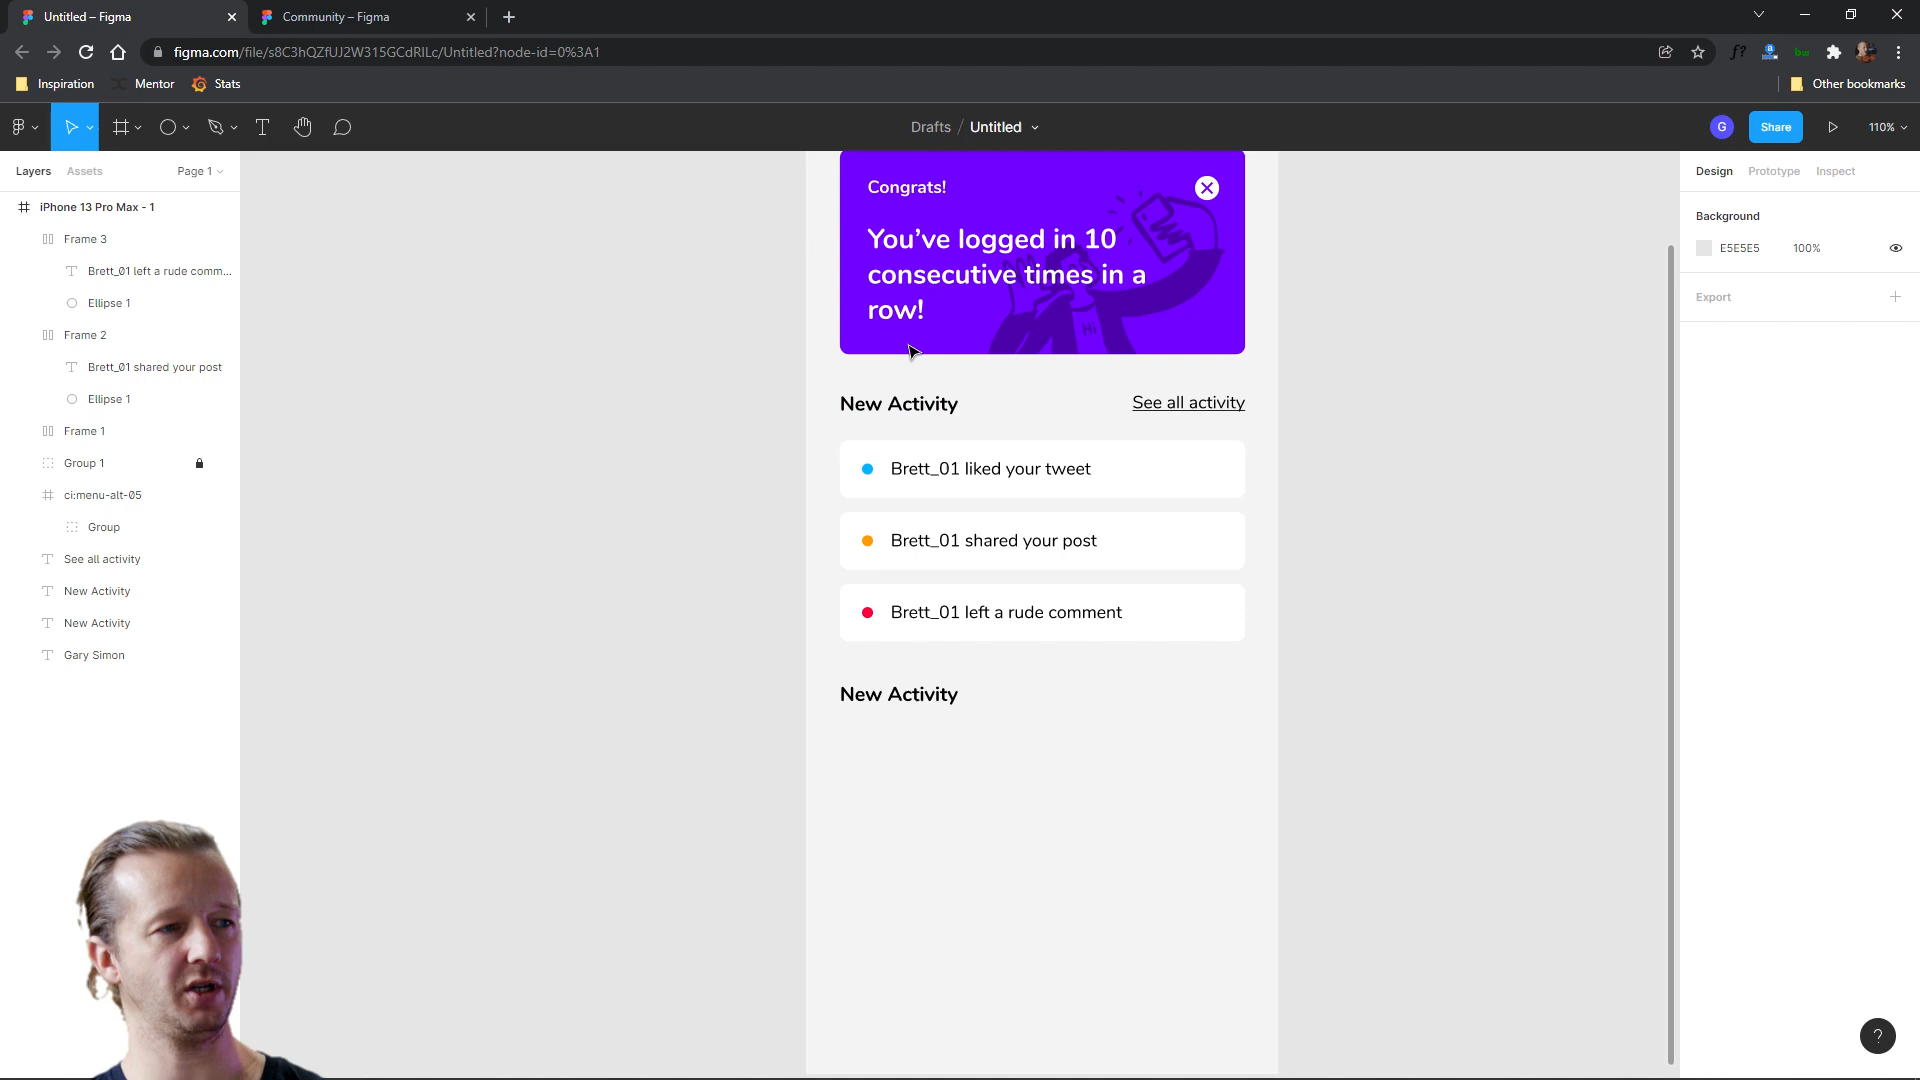 Untitled – Figma
Community – Figma
figma.com/file/s8C3hQZfUJ2W315GCdRlLc/Untitled?node-id=0%3A1
Inspiration
Mentor
Stats
Other bookmarks
Drafts / Untitled
G
Share
110%
Layers
Assets
Page 1
iPhone 13 Pro Max - 1
Frame 3
Brett_01 left a rude comm...
Ellipse 1
Frame 2
Brett_01 shared your post
Ellipse 1
Frame 1
Group 1
ci:menu-alt-05
Group
See all activity
New Activity
New Activity
Gary Simon
Congrats!
You’ve logged in 10
consecutive times in a
row!
Hi
New Activity
See all activity
Brett_01 liked your tweet
Brett_01 shared your post
Brett_01 left a rude comment
New Activity
Design
Prototype
Inspect
Background
E5E5E5
100%
Export
?